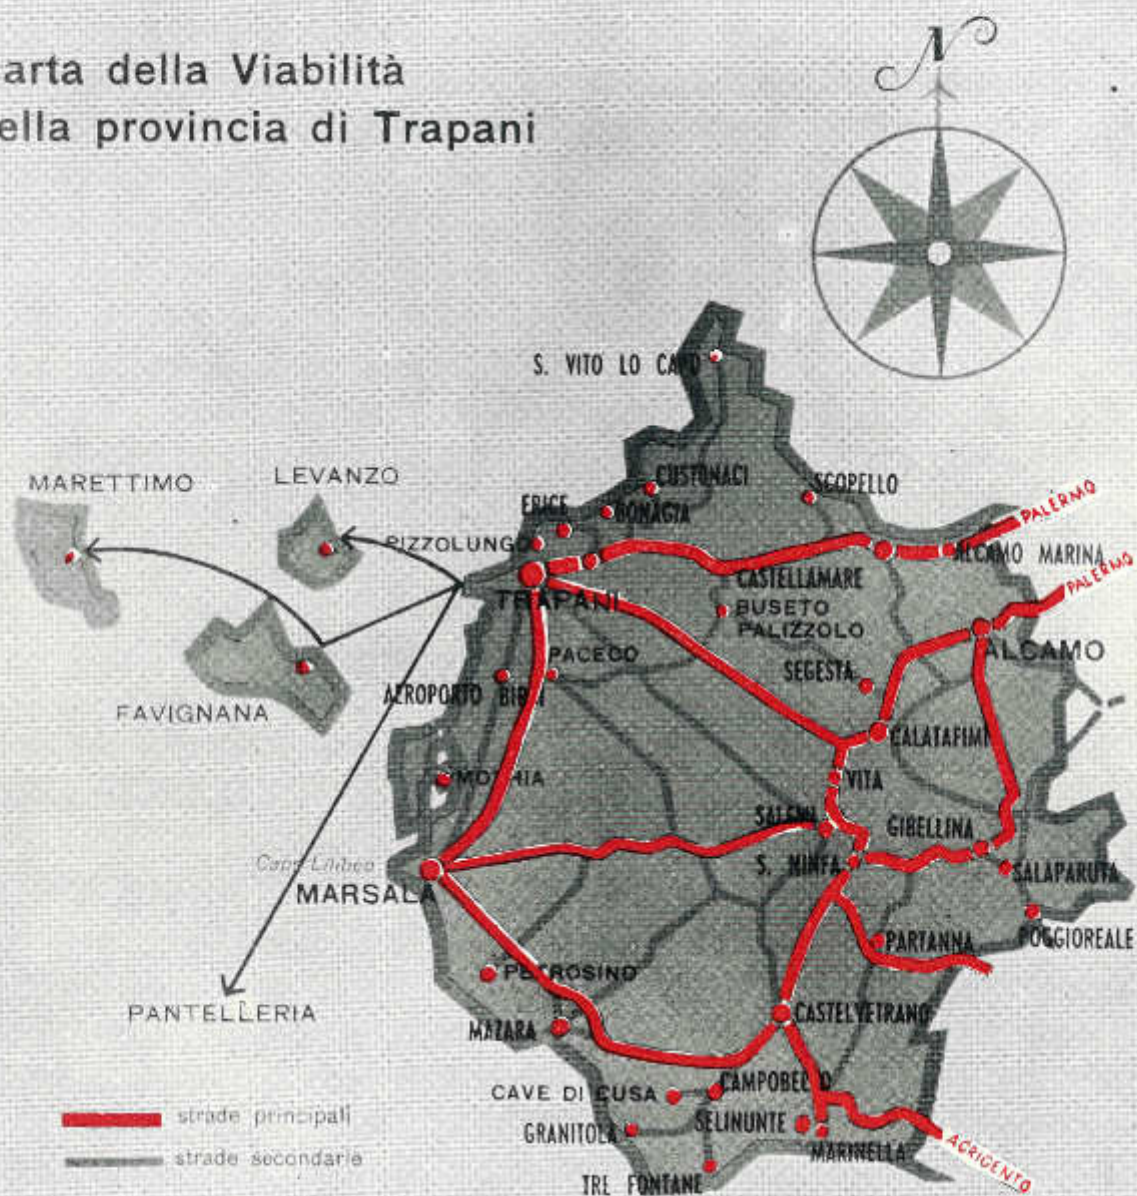 arta della Viabilità
ella provincia di Trapani
N
S. VITO LO CAPO
MARETTIMO
LEVANZO
CUSTONACI
SCOPELLO
ERICE
BONAGIA
PALERMO
PIZZOLUNGO
ALCAMO MARINA
CASTELLAMARE
PALERMO
TRAPANI
BUSETO
PALIZZOLO
ALCAMO
PACECO
SEGESTA
AEROPORTO BIRGI
FAVIGNANA
CALATAFIMI
MOTHIA
VITA
SALEMI
GIBELLINA
Capo Lilibeo
S. NINFA
SALAPARUTA
MARSALA
PARTANNA
POGGIOREALE
PETROSINO
PANTELLERIA
MAZARA
CASTELVETRANO
CAMPOBELLO
CAVE DI CUSA
strade principali
GRANITOLA
SELINUNTE
MARINELLA
AGRIGENTO
strade secondarie
TRE FONTANE